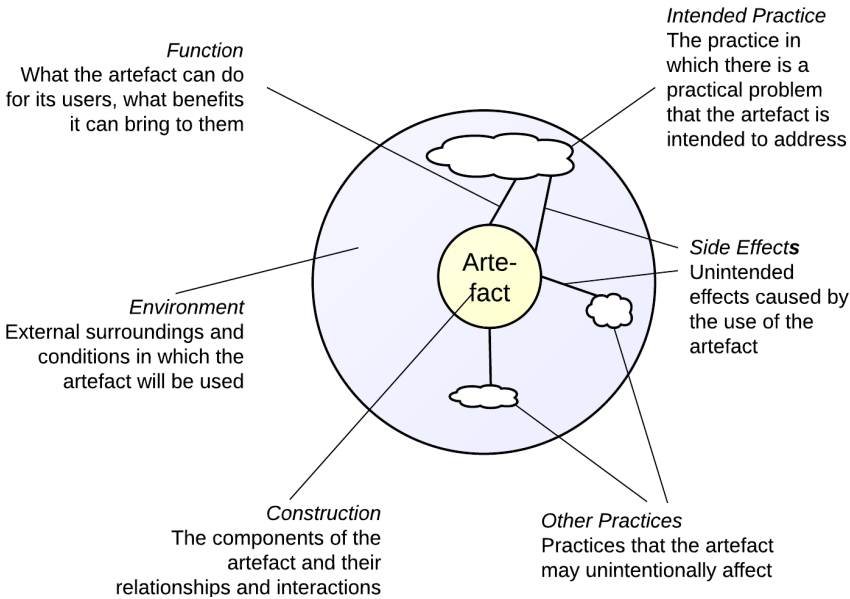 Function
What the artefact can do
for its users, what benefits
it can bring to them
Intended Practice
The practice in
which there is a
practical problem
that the artefact is
intended to address
Arte-
fact
Side Effects
Unintended
effects caused by
the use of the
artefact
Environment
External surroundings and
conditions in which the
artefact will be used
Construction
The components of the
artefact and their
relationships and interactions
Other Practices
Practices that the artefact
may unintentionally affect